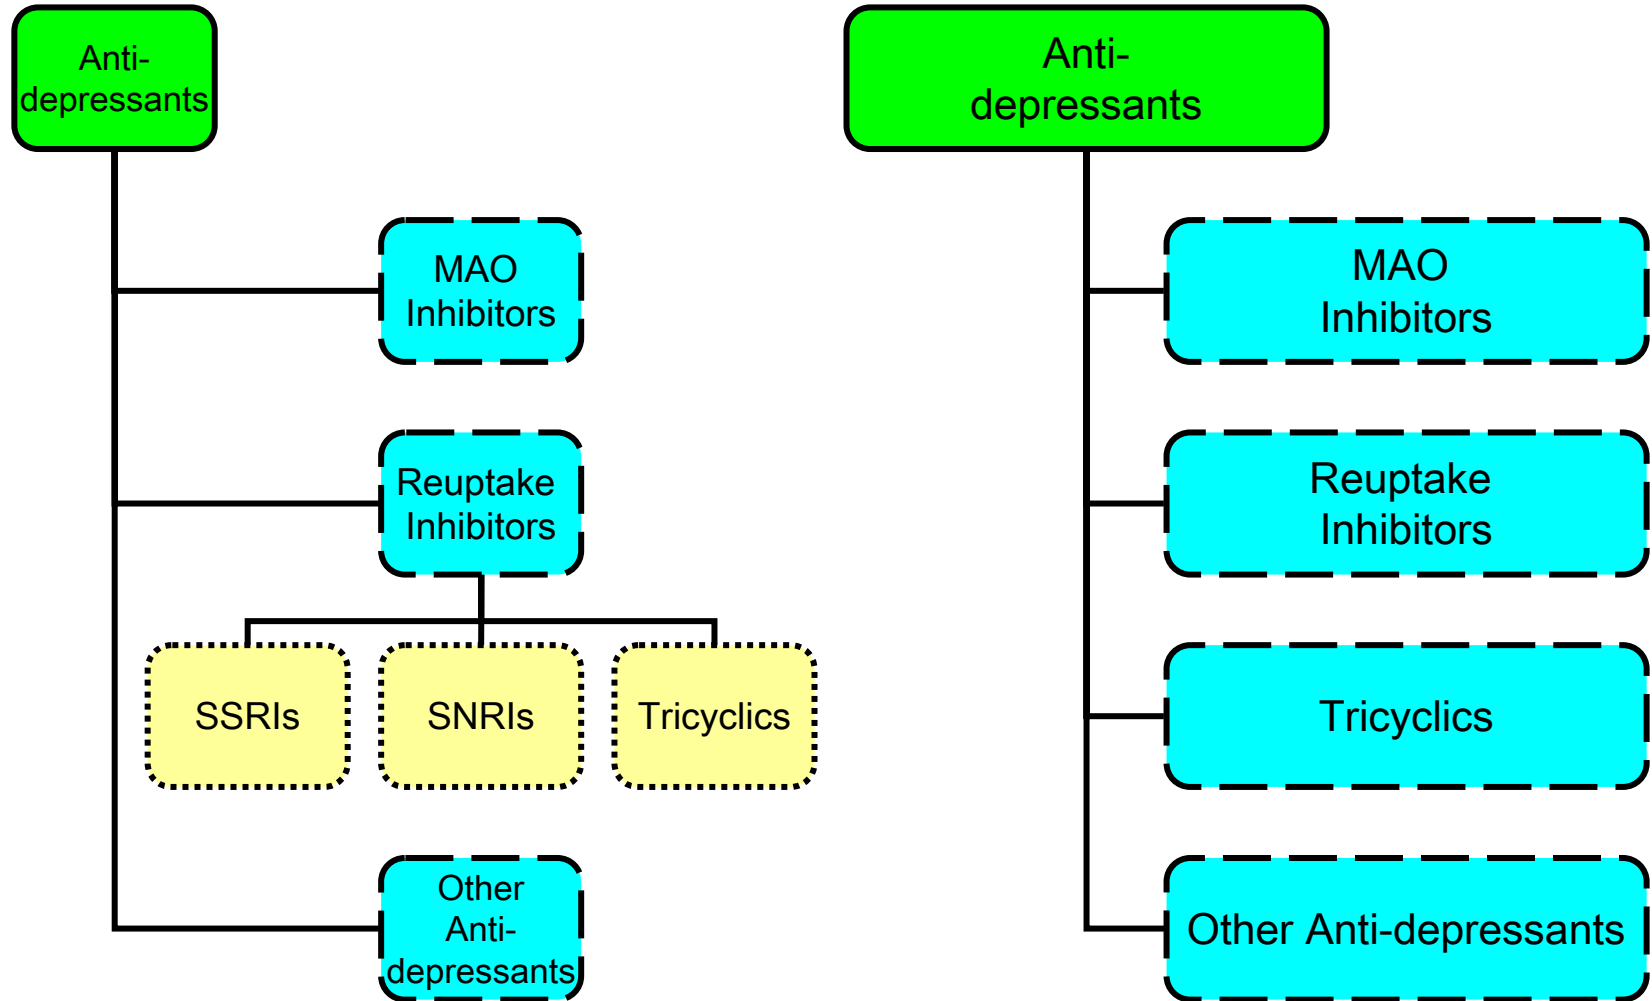 Anti-
depressants
MAO
Inhibitors
Reuptake
Inhibitors
SSRIs
SNRIs
Tricyclics
Other
Anti-
depressants
Anti-
depressants
MAO
Inhibitors
Reuptake
Inhibitors
Tricyclics
Other Anti-depressants